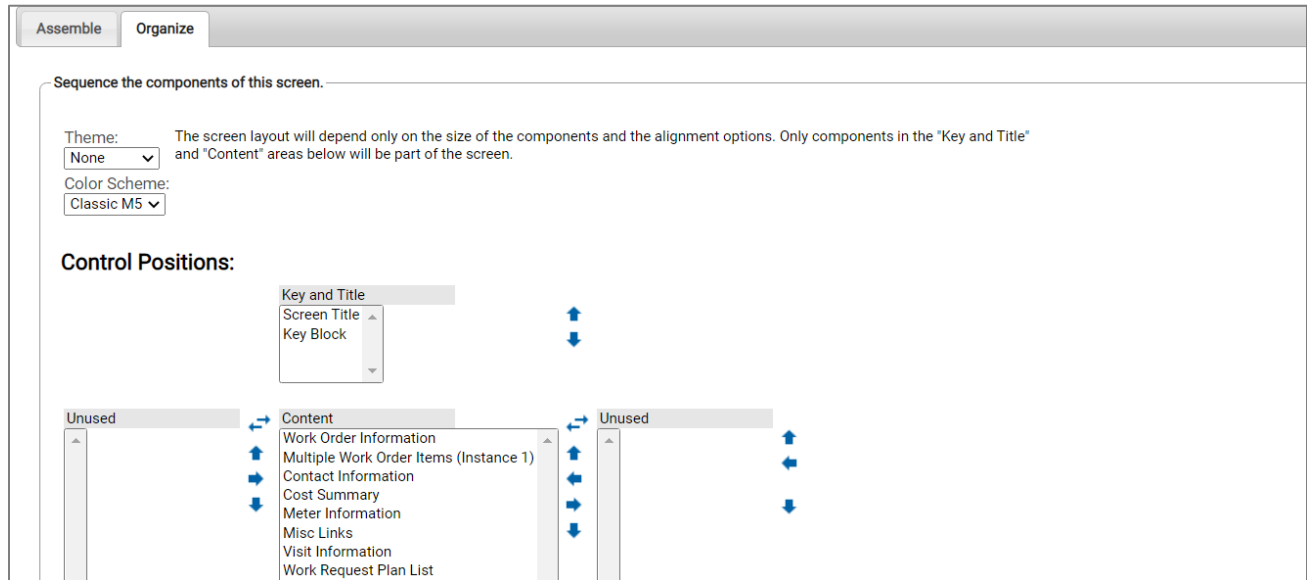 Assemble
Organize
Sequence the components of this screen.
Theme:
None
The screen layout will depend only on the size of the components and the alignment options. Only components in the "Key and Title"
and "Content" areas below will be part of the screen.
Color Scheme:
Classic M5
Control Positions:
Key and Title
Screen Title
Key Block
Unused
Content
Work Order Information
Multiple Work Order Items (Instance 1)
Contact Information
Cost Summary
Meter Information
Misc Links
Visit Information
Work Request Plan List
Unused